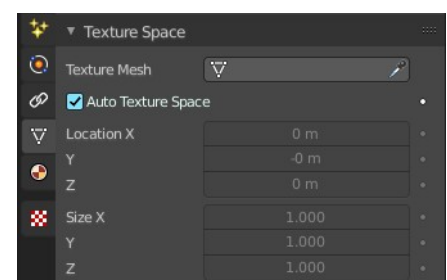 Texture Space
Texture Mesh
Auto Texture Space
Location X 0 m
Y -0 m
Z 0 m
Size X 1.000
Y 1.000
Z 1.000